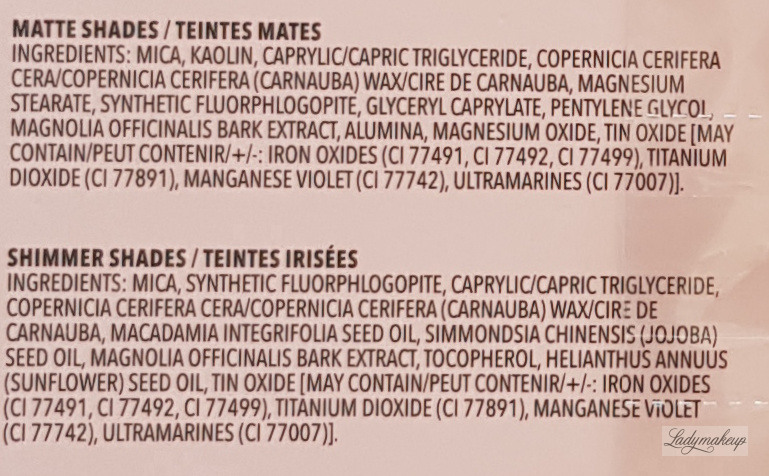 MATTE SHADES / TEINTES MATES
INGREDIENTS: MICA, KAOLIN, CAPRYLIC/CAPRIC TRIGLYCERIDE, COPERNICIA CERIFERA
CERA/COPERNICIA CERIFERA (CARNAUBA) WAX/CIRE DE CARNAUBA, MAGNESIUM
STEARATE, SYNTHETIC FLUORPHLOGOPITE, GLYCERYL CAPRYLATE, PENTYLENE GLYCOL,
MAGNOLIA OFFICINALIS BARK EXTRACT, ALUMINA, MAGNESIUM OXIDE, TIN OXIDE [MAY
CONTAIN/PEUT CONTENIR/+/-: IRON OXIDES (CI 77491, CI 77492, CI 77499), TITANIUM
DIOXIDE (CI 77891), MANGANESE VIOLET (CI 77742), ULTRAMARINES (CI 77007)].
SHIMMER SHADES / TEINTES IRISÉES
INGREDIENTS: MICA, SYNTHETIC FLUORPHLOGOPITE, CAPRYLIC/CAPRIC TRIGLYCERIDE,
COPERNICIA CERIFERA CERA/COPERNICIA CERIFERA (CARNAUBA) WAX/CIRE DE
CARNAUBA, MACADAMIA INTEGRIFOLIA SEED OIL, SIMMONDSIA CHINENSIS (JOJOBA)
SEED OIL, MAGNOLIA OFFICINALIS BARK EXTRACT, TOCOPHEROL, HELIANTHUS ANNUUS
(SUNFLOWER) SEED OIL, TIN OXIDE [MAY CONTAIN/PEUT CONTENIR/+/-: IRON OXIDES
(CI 77491, CI 77492, CI 77499), TITANIUM DIOXIDE (CI 77891), MANGANESE VIOLET
(CI 77742), ULTRAMARINES (CI 77007)].
Ladymakeup